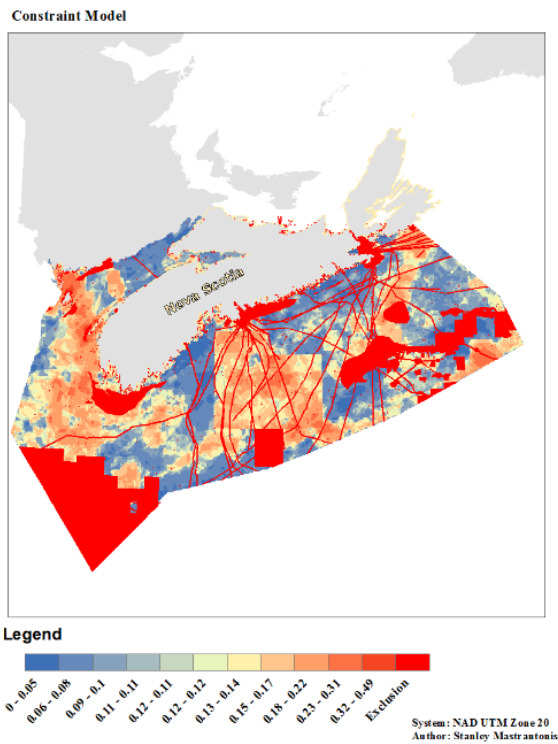 Constraint Model
Nova Scotia
Legend
0 - 0.05
0.06 - 0.08
0.09 - 0.1
0.11 - 0.11
0.12 - 0.11
0.12 - 0.12
0.13 - 0.14
0.15 - 0.17
0.18 - 0.22
0.23 - 0.31
0.32 - 0.49
Exclusion
System: NAD UTM Zone 20
Author: Stanley Mastrantonis